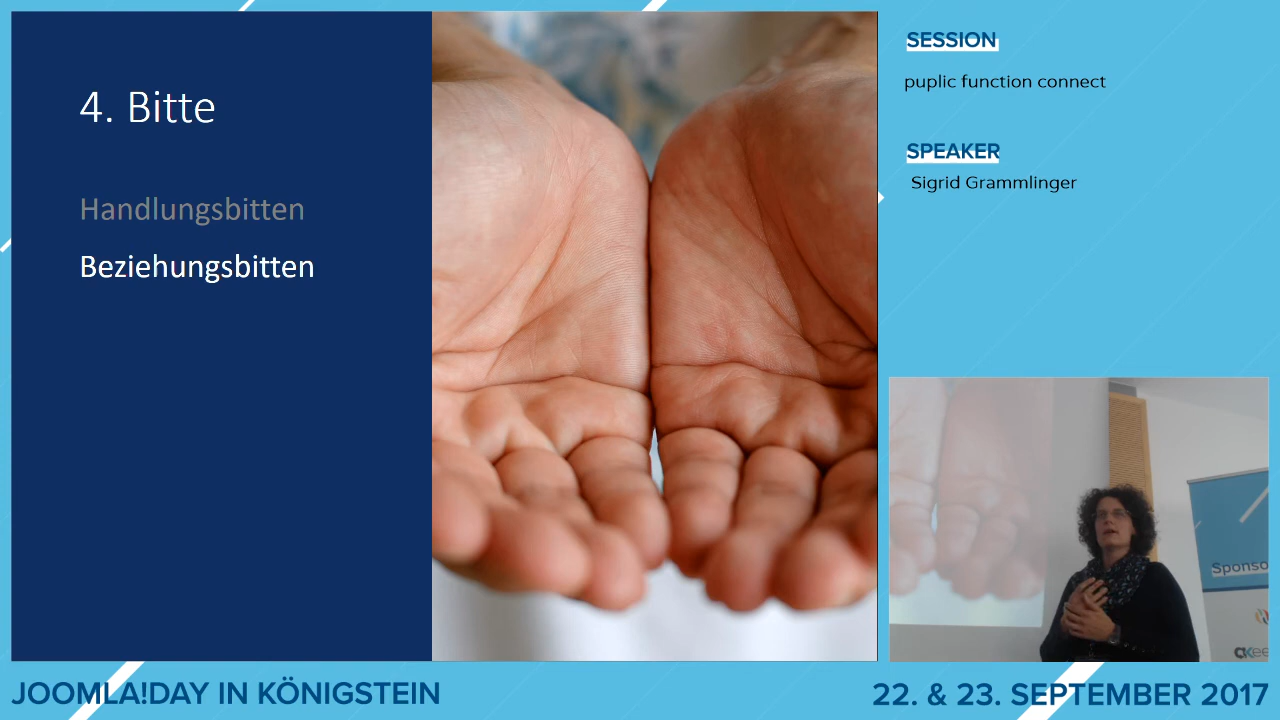 4. Bitte
Handlungsbitten
Beziehungsbitten
SESSION
puplic function connect
SPEAKER
Sigrid Grammlinger
Sponso
JOOMLA!DAY IN KÖNIGSTEIN
22. & 23. SEPTEMBER 2017